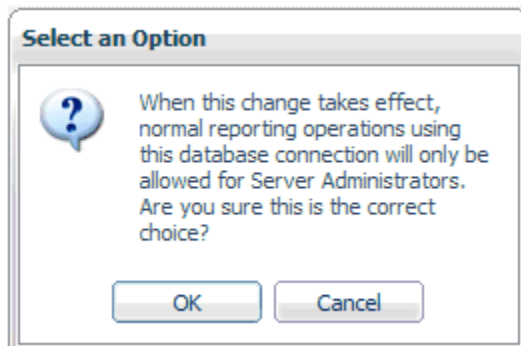 Select an Option
When this change takes effect,
normal reporting operations using
this database connection will only be
allowed for Server Administrators.
Are you sure this is the correct
choice?
OK
Cancel